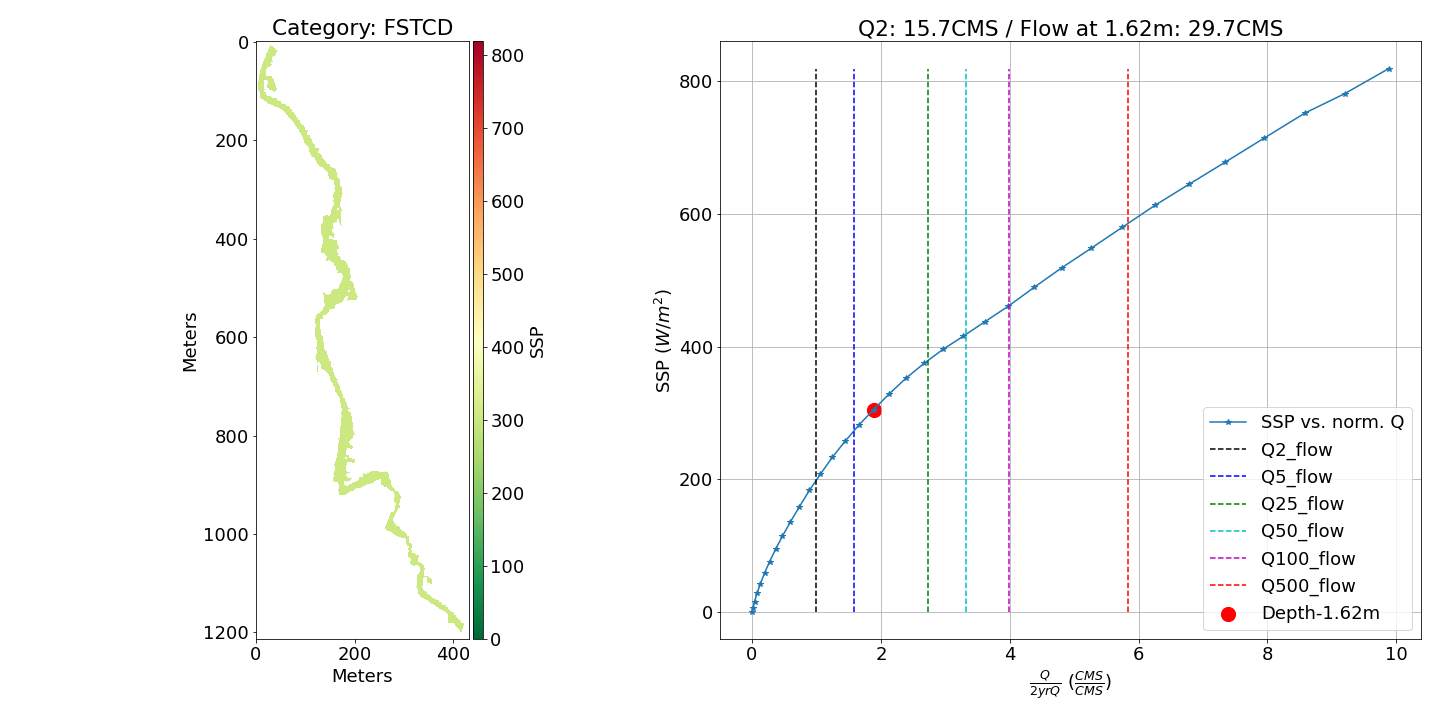 Category: FSTCD
0
200
400
600
800
1000
1200
Meters
0
200
400
Meters
800
700
600
500
400
300
200
100
0
SSP
Q2: 15.7CMS / Flow at 1.62m: 29.7CMS
800
600
400
200
0
SSP (W/m²)
0
2
4
6
8
10
Q/2yrQ (CMS/CMS)
SSP vs. norm. Q
Q2_flow
Q5_flow
Q25_flow
Q50_flow
Q100_flow
Q500_flow
Depth-1.62m